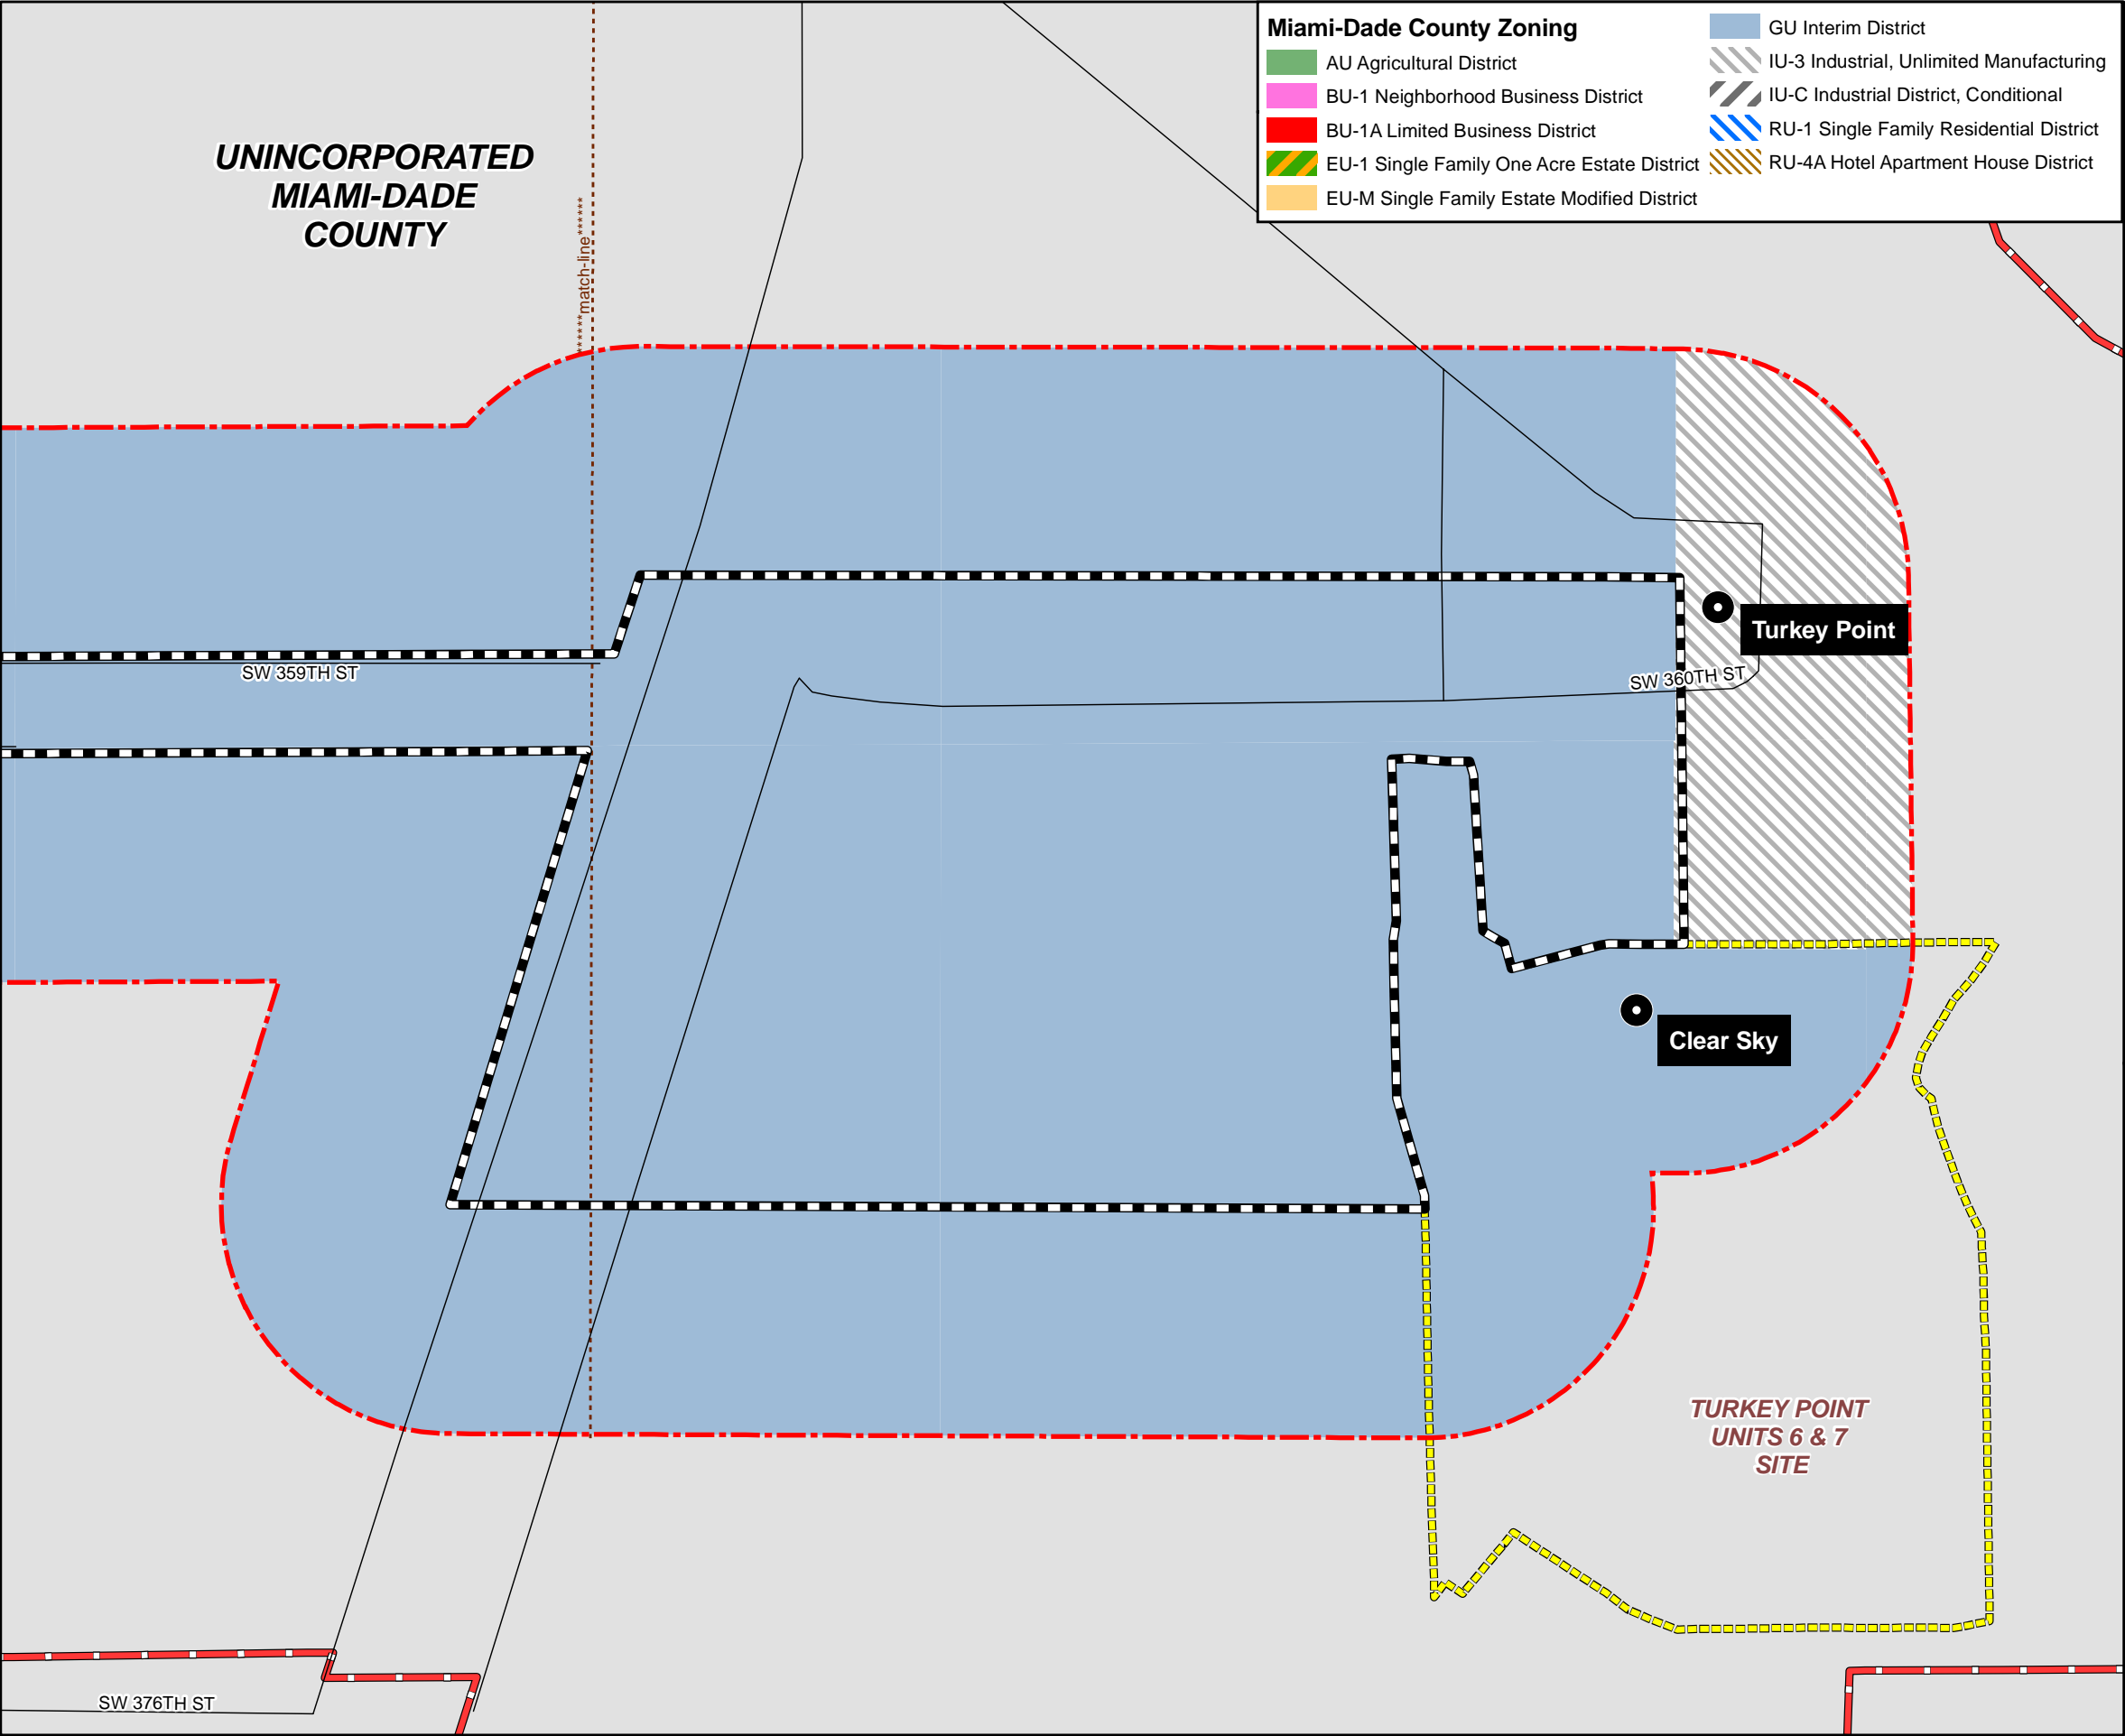 Miami-Dade County Zoning
AU Agricultural District
BU-1 Neighborhood Business District
BU-1A Limited Business District
EU-1 Single Family One Acre Estate District
EU-M Single Family Estate Modified District
GU Interim District
IU-3 Industrial, Unlimited Manufacturing
IU-C Industrial District, Conditional
RU-1 Single Family Residential District
RU-4A Hotel Apartment House District
UNINCORPORATED
MIAMI-DADE
COUNTY
******match-line******
SW 359TH ST
Turkey Point
SW 360TH ST
Clear Sky
TURKEY POINT
UNITS 6 & 7
SITE
SW 376TH ST